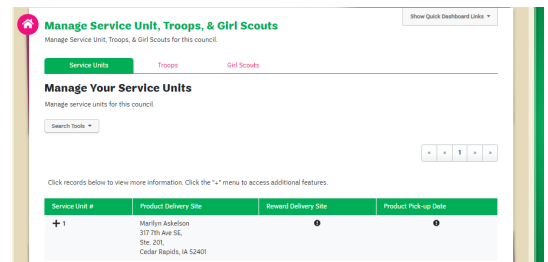 Show Quick Dashboard Links
Manage Service Unit, Troops, & Girl Scouts
Manage Service Unit, Troops, & Girl Scouts for this council.
Service Units Troops Girl Scouts
Manage Your Service Units
Manage service units for this council.
Search Tools
« « 1 » »
Click records below to view more information. Click the "+" menu to access additional features.
Service Unit # Product Delivery Site Reward Delivery Site Product Pick-up Date
+ 1 Marilyn Askelson
317 7th Ave SE,
Ste. 201,
Cedar Rapids, IA 52401